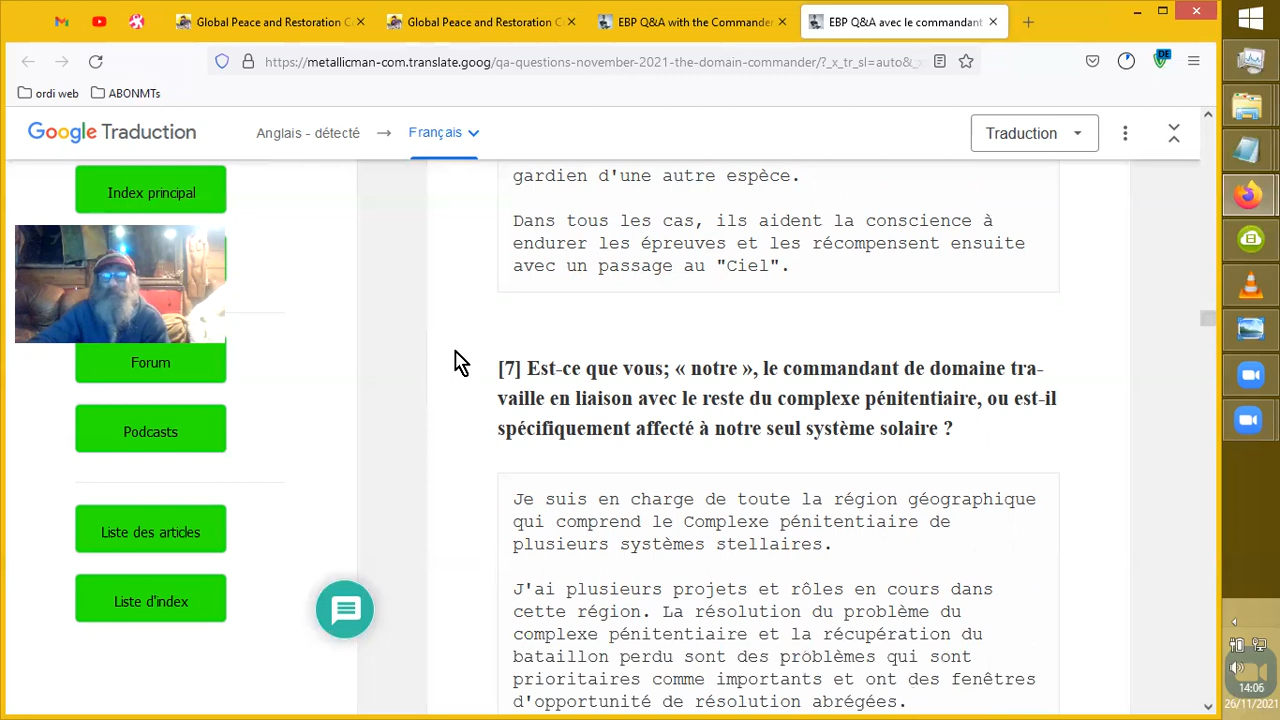 Global Peace and Restoration C
Global Peace and Restoration C
EBP Q&A with the Commander
EBP Q&A avec le commandant
https://metallicman-com.translate.goog/qa-questions-november-2021-the-domain-commander/?_x_tr_sl=auto&_
ordi web
ABONMTs
Google Traduction
Anglais - détecté
Français
Traduction
Index principal
Forum
Podcasts
Liste des articles
Liste d'index
gardien d'une autre espèce.
Dans tous les cas, ils aident la conscience à
endurer les épreuves et les récompensent ensuite
avec un passage au "Ciel".
[7] Est-ce que vous; « notre », le commandant de domaine tra-
vaille en liaison avec le reste du complexe pénitentiaire, ou est-il
spécifiquement affecté à notre seul système solaire ?
Je suis en charge de toute la région géographique
qui comprend le Complexe pénitentiaire de
plusieurs systèmes stellaires.
J'ai plusieurs projets et rôles en cours dans
cette région. La résolution du problème du
complexe pénitentiaire et la récupération du
bataillon perdu sont des problèmes qui sont
prioritaires comme importants et ont des fenêtres
d'opportunité de résolution abrégées.
DE
14:06
26/11/2021